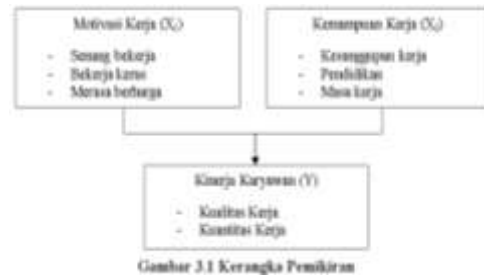 Motivasi Kerja (X₁)
- Senang bekerja
- Bekerja keras
- Merasa berharga
Kemampuan Kerja (X₂)
- Kesanggupan kerja
- Pendidikan
- Masa kerja
Kinerja Karyawan (Y)
- Kualitas Kerja
- Kuantitas Kerja
Gambar 3.1 Kerangka Pemikiran